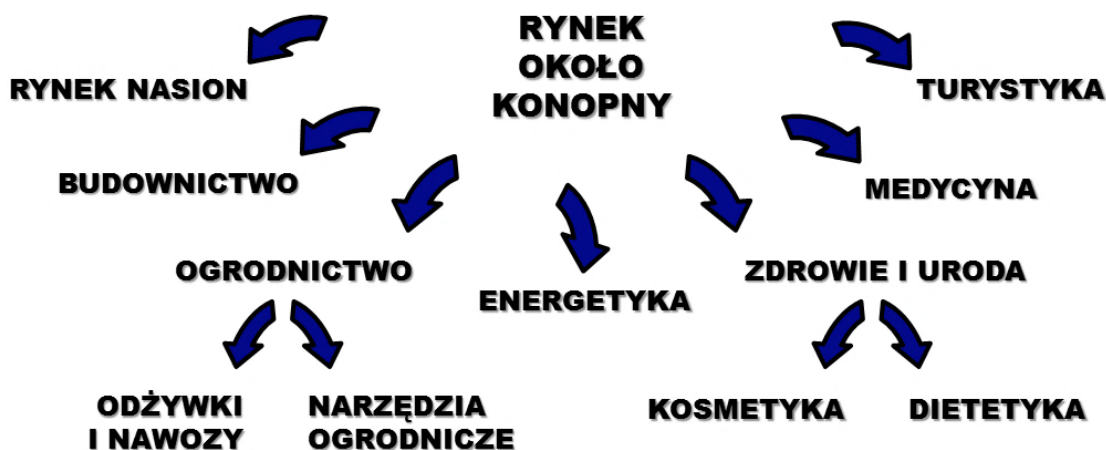 RYNEK
OKOŁO
KONOPNY
RYNEK NASION
TURYSTYKA
BUDOWNICTWO
MEDYCYNA
OGRODNICTWO
ZDROWIE I URODA
ENERGETYKA
ODŻYWKI
I NAWOZY
NARZĘDZIA
OGRODNICZE
KOSMETYKA
DIETETYKA